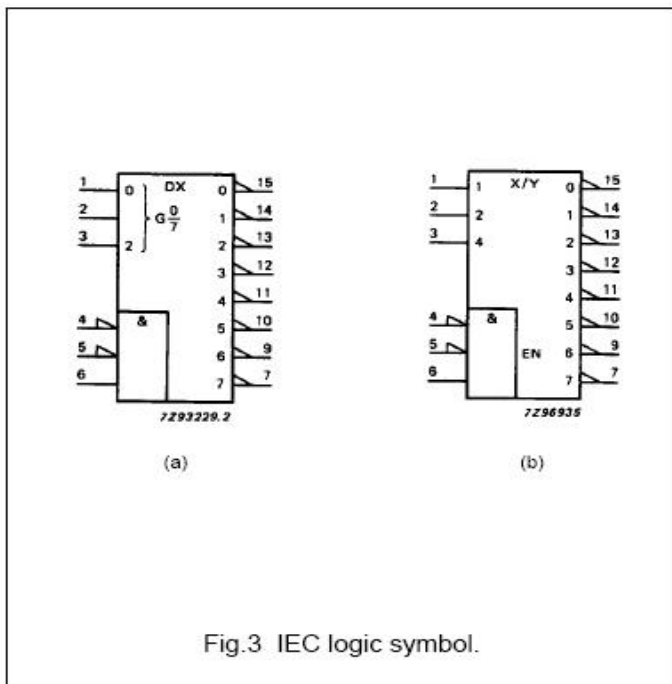 DX
1 0 0 15
2 G 0/7 1 14
3 2 2 13
3 12
4 11
& 5 10
4 6 9
5 7 7
6
7Z93229.2
(a)
X/Y
1 1 0 15
2 2 1 14
3 4 2 13
3 12
4 11
& 5 10
4 EN 6 9
5 7 7
6
7Z96935
(b)
Fig.3 IEC logic symbol.